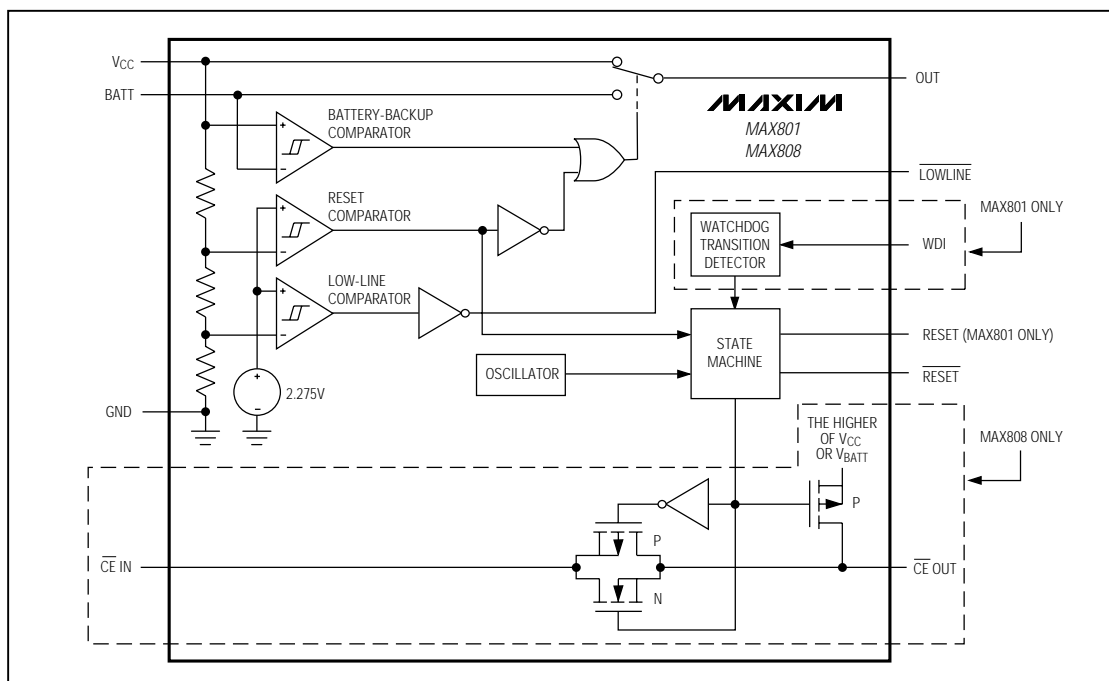 VCC
OUT
BATT
MAXIM
MAX801
MAX808
BATTERY-BACKUP
COMPARATOR
+
−
LOWLINE
RESET
COMPARATOR
+
−
MAX801 ONLY
WATCHDOG
TRANSITION
DETECTOR
WDI
LOW-LINE
COMPARATOR
+
−
STATE
MACHINE
RESET (MAX801 ONLY)
OSCILLATOR
RESET
+
−
2.275V
GND
THE HIGHER
OF VCC
OR VBATT
MAX808 ONLY
P
P
CE IN
CE OUT
N